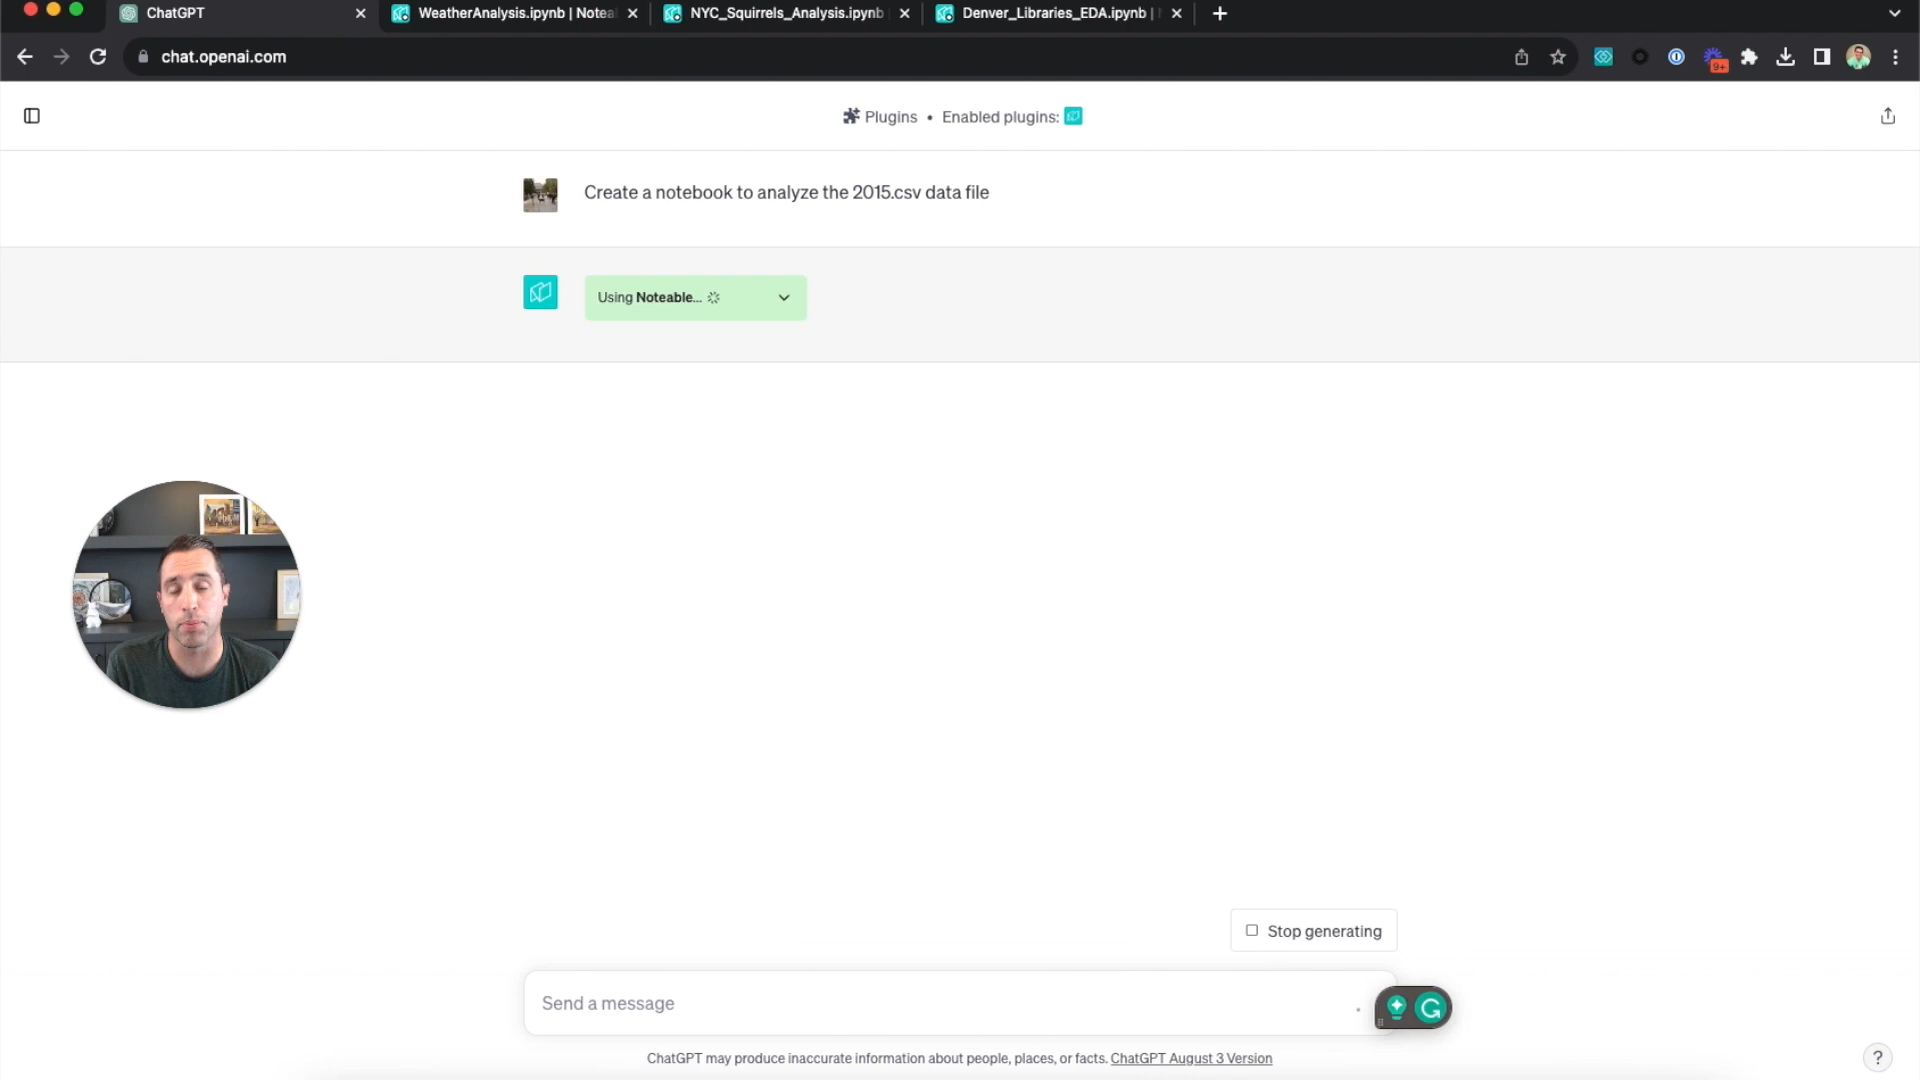 ChatGPT
WeatherAnalysis.ipynb | Notea
NYC_Squirrels_Analysis.ipynb
Denver_Libraries_EDA.ipynb |
chat.openai.com
9+
Plugins • Enabled plugins:
Create a notebook to analyze the 2015.csv data file
Using Noteable...
Stop generating
Send a message
ChatGPT may produce inaccurate information about people, places, or facts. ChatGPT August 3 Version
?